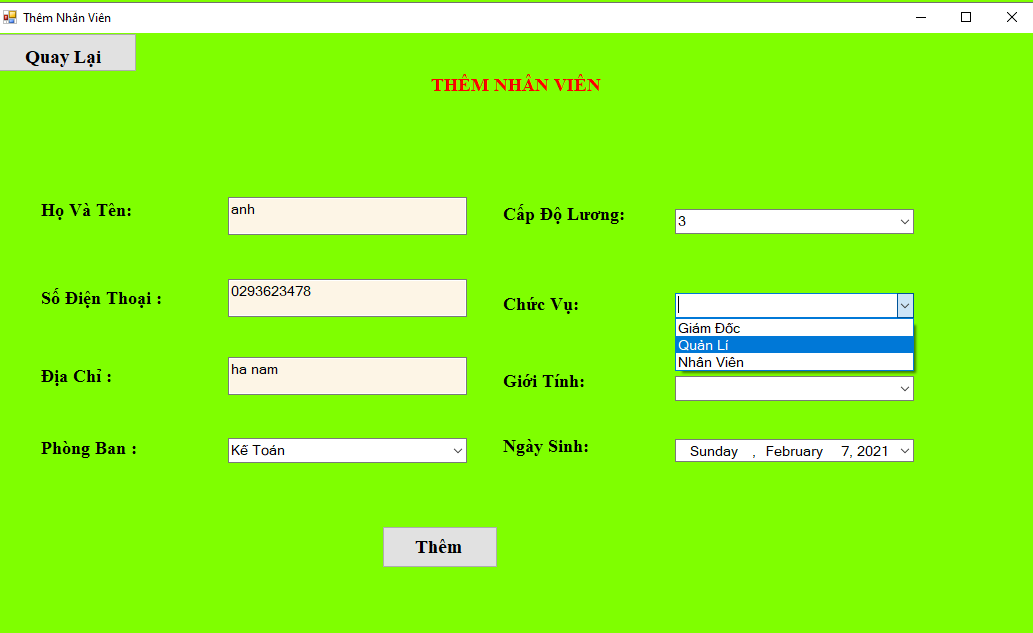 Thêm Nhân Viên
Quay Lại
THÊM NHÂN VIÊN
Họ Và Tên:
anh
Cấp Độ Lương:
3
Số Điện Thoại :
0293623478
Chức Vụ:
Giám Đốc
Quản Lí
Nhân Viên
Địa Chỉ :
ha nam
Giới Tính:
Phòng Ban :
Kế Toán
Ngày Sinh:
Sunday , February 7, 2021
Thêm